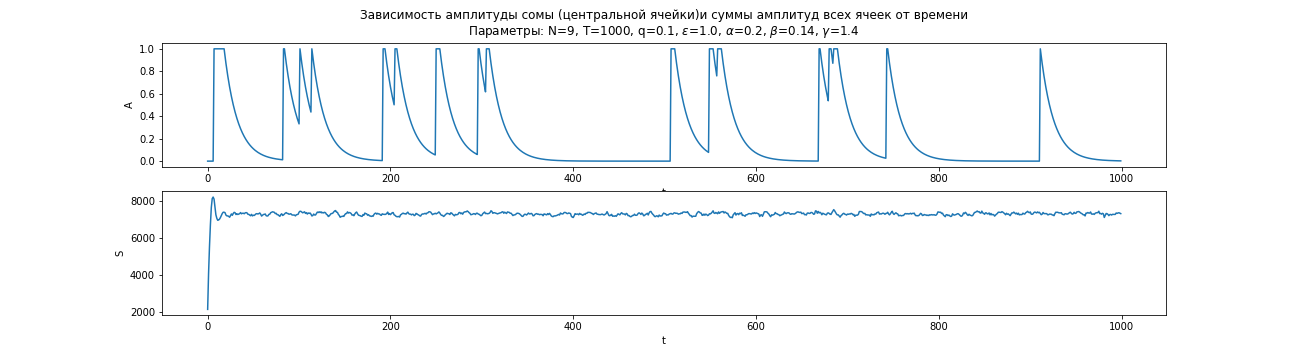 Зависимость амплитуды сомы (центральной ячейки)и суммы амплитуд всех ячеек от времени
Параметры: N=9, T=1000, q=0.1, ε=1.0, α=0.2, β=0.14, γ=1.4
1.0
0.8
0.6
0.4
0.2
0.0
A
0 200 400 600 800 1000
8000
6000
4000
2000
S
0 200 400 600 800 1000
t